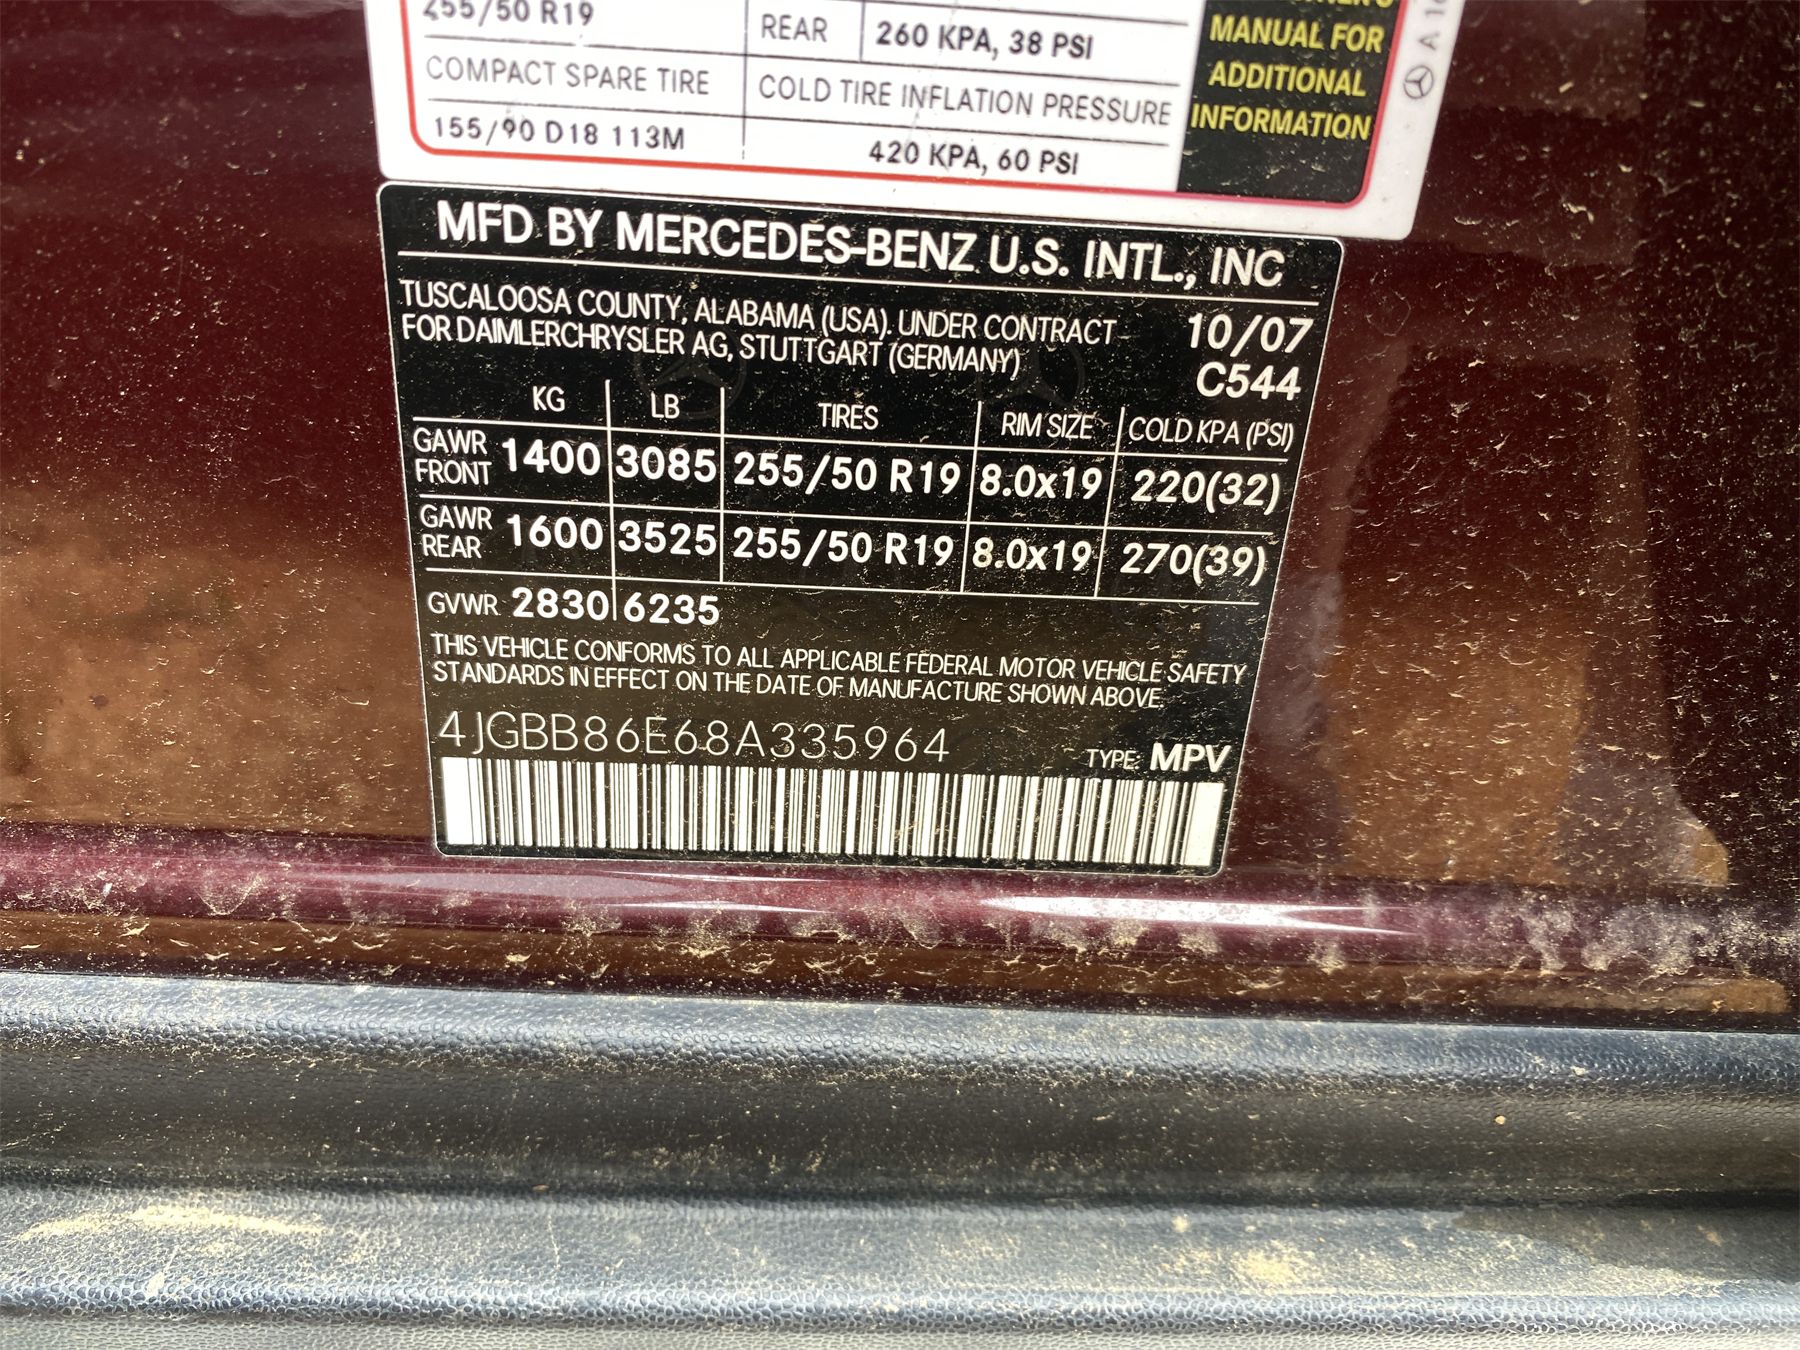 255/50 R19
REAR
260 KPA, 38 PSI
MANUAL FOR
ADDITIONAL
INFORMATION
COMPACT SPARE TIRE
COLD TIRE INFLATION PRESSURE
155/90 D18 113M
420 KPA, 60 PSI
MFD BY MERCEDES-BENZ U.S. INTL., INC
TUSCALOOSA COUNTY, ALABAMA (USA). UNDER CONTRACT
FOR DAIMLERCHRYSLER AG, STUTTGART (GERMANY)
10/07
C544
KG LB TIRES RIM SIZE COLD KPA (PSI)
GAWR FRONT 1400 3085 255/50 R19 8.0x19 220(32)
GAWR REAR 1600 3525 255/50 R19 8.0x19 270(39)
GVWR 2830 6235
THIS VEHICLE CONFORMS TO ALL APPLICABLE FEDERAL MOTOR VEHICLE SAFETY
STANDARDS IN EFFECT ON THE DATE OF MANUFACTURE SHOWN ABOVE.
4JGBB86E68A335964
TYPE: MPV